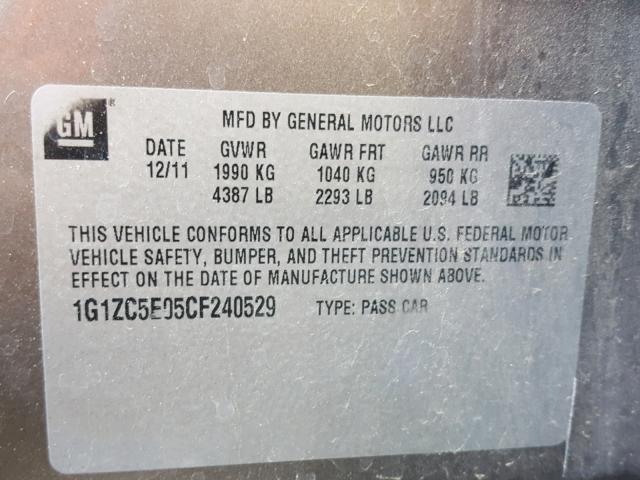 GM ®
MFD BY GENERAL MOTORS LLC
DATE GVWR GAWR FRT GAWR RR
12/11 1990 KG 1040 KG 950 KG
4387 LB 2293 LB 2094 LB
THIS VEHICLE CONFORMS TO ALL APPLICABLE U.S. FEDERAL MOTOR
VEHICLE SAFETY, BUMPER, AND THEFT PREVENTION STANDARDS IN
EFFECT ON THE DATE OF MANUFACTURE SHOWN ABOVE.
1G1ZC5E05CF240529 TYPE: PASS CAR